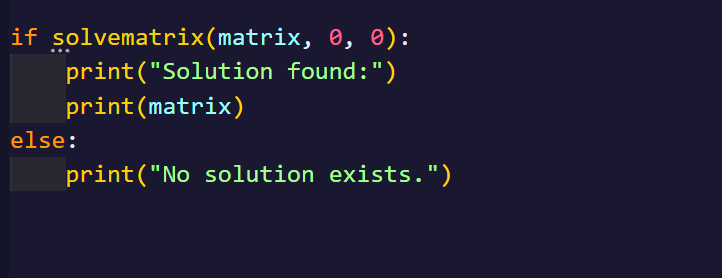 if solvematrix(matrix, 0, 0):
    print("Solution found:")
    print(matrix)
else:
    print("No solution exists.")